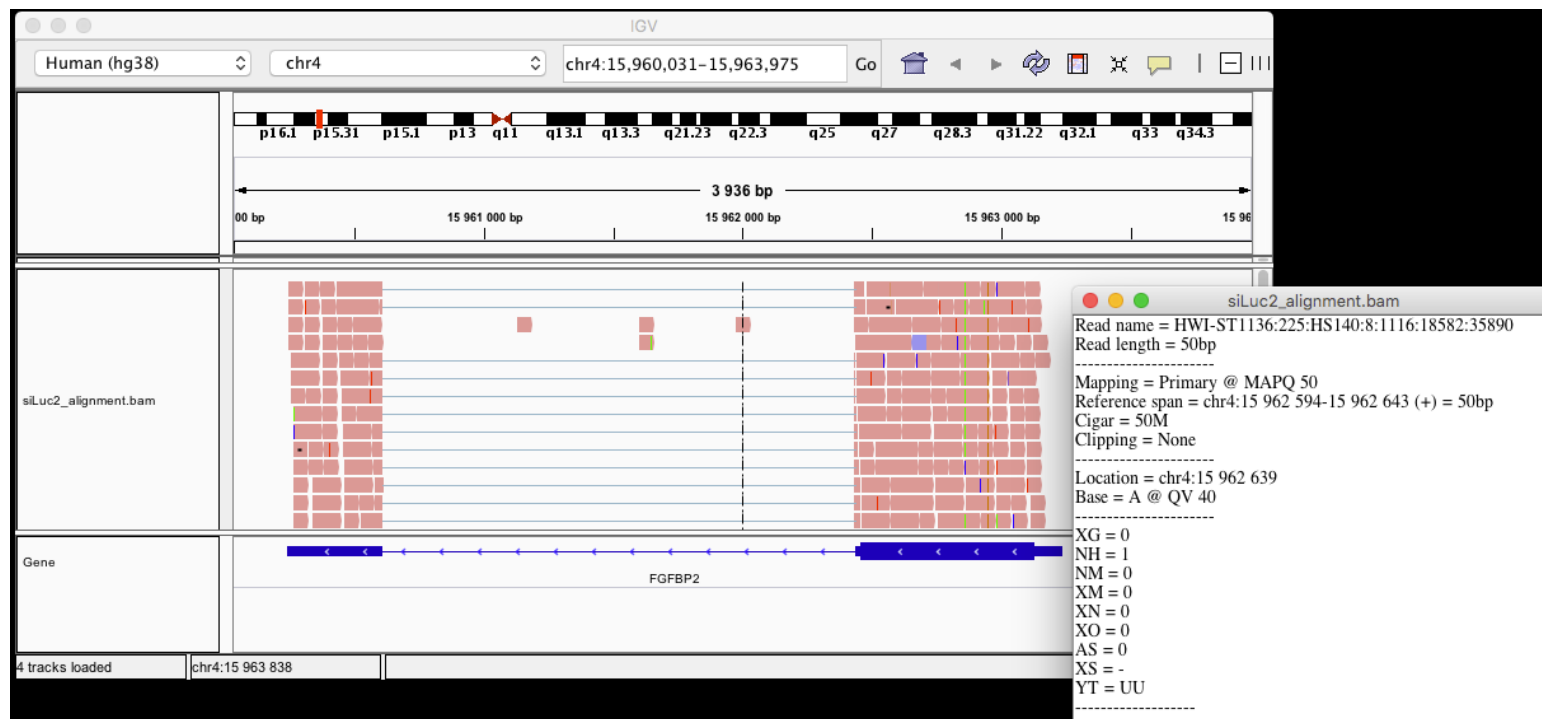 IGV
Human (hg38) chr4 chr4:15,960,031-15,963,975 Go
p16.1 p15.31 p15.1 p13 q11 q13.1 q13.3 q21.23 q22.3 q25 q27 q28.3 q31.22 q32.1 q33 q34.3
3 936 bp
00 bp 15 961 000 bp 15 962 000 bp 15 963 000 bp 15 96
siLuc2_alignment.bam
Gene
FGFBP2
4 tracks loaded chr4:15 963 838
siLuc2_alignment.bam
Read name = HWI-ST1136:225:HS140:8:1116:18582:35890
Read length = 50bp
----------------------
Mapping = Primary @ MAPQ 50
Reference span = chr4:15 962 594-15 962 643 (+) = 50bp
Cigar = 50M
Clipping = None
----------------------
Location = chr4:15 962 639
Base = A @ QV 40
----------------------
XG = 0
NH = 1
NM = 0
XM = 0
XN = 0
XO = 0
AS = 0
XS = -
YT = UU
-------------------